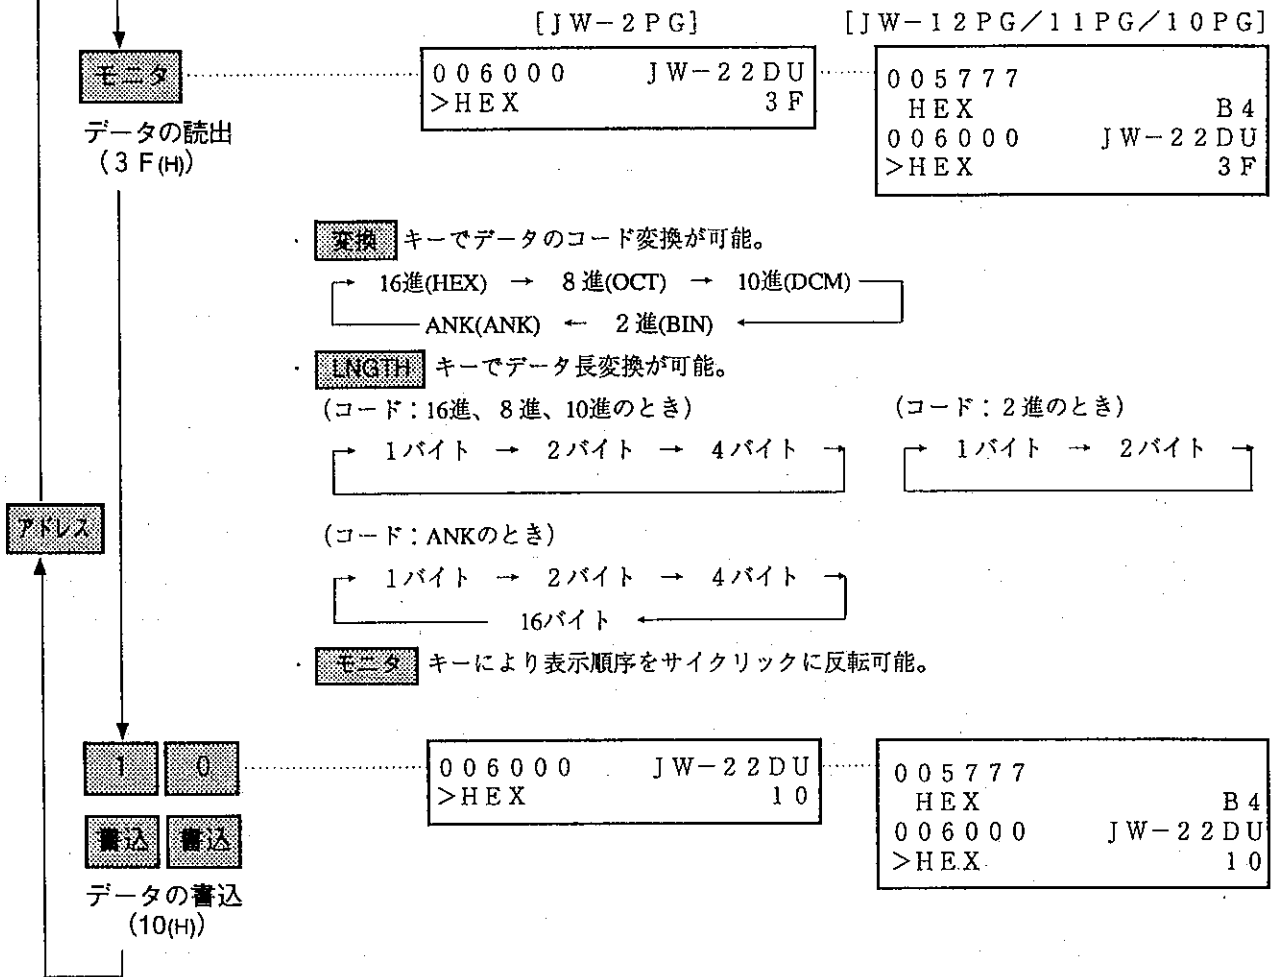 [JW-2PG] [JW-12PG/11PG/10PG]
モニタ
006000 JW-22DU
>HEX 3F
005777
HEX B4
006000 JW-22DU
>HEX 3F
データの読出
(3F(H))
・ 変換 キーでデータのコード変換が可能。
→ 16進(HEX) → 8進(OCT) → 10進(DCM)
ANK(ANK) ← 2進(BIN) ←
・ LNGTH キーでデータ長変換が可能。
(コード：16進、8進、10進のとき) (コード：2進のとき)
→ 1バイト → 2バイト → 4バイト → → 1バイト → 2バイト →
アドレス
(コード：ANKのとき)
→ 1バイト → 2バイト → 4バイト →
16バイト ←
・ モニタ キーにより表示順序をサイクリックに反転可能。
1 0
006000 JW-22DU
>HEX 10
005777
HEX B4
006000 JW-22DU
>HEX 10
書込 書込
データの書込
(10(H))